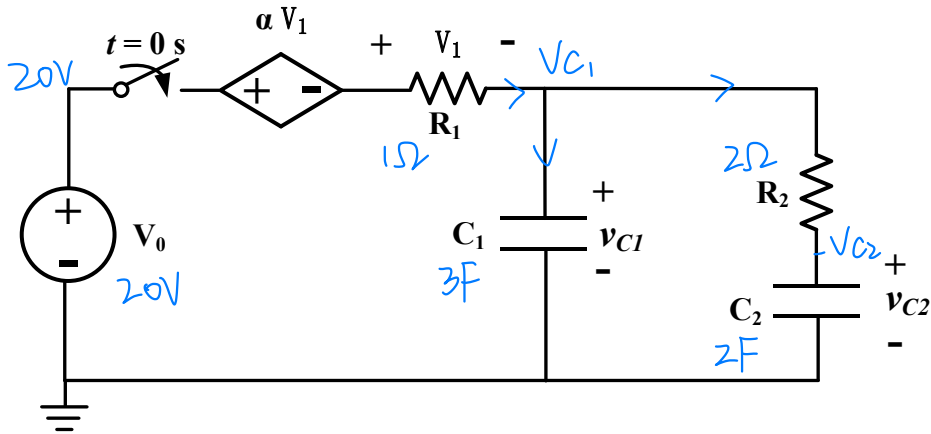 α V₁
t = 0 s
+ V₁ -
20V
+ -
VC₁
R₁
1Ω
2Ω
R₂
+
V₀
-
20V
C₁
+
vC1
-
3F
VC₂
+
vC2
-
C₂
2F